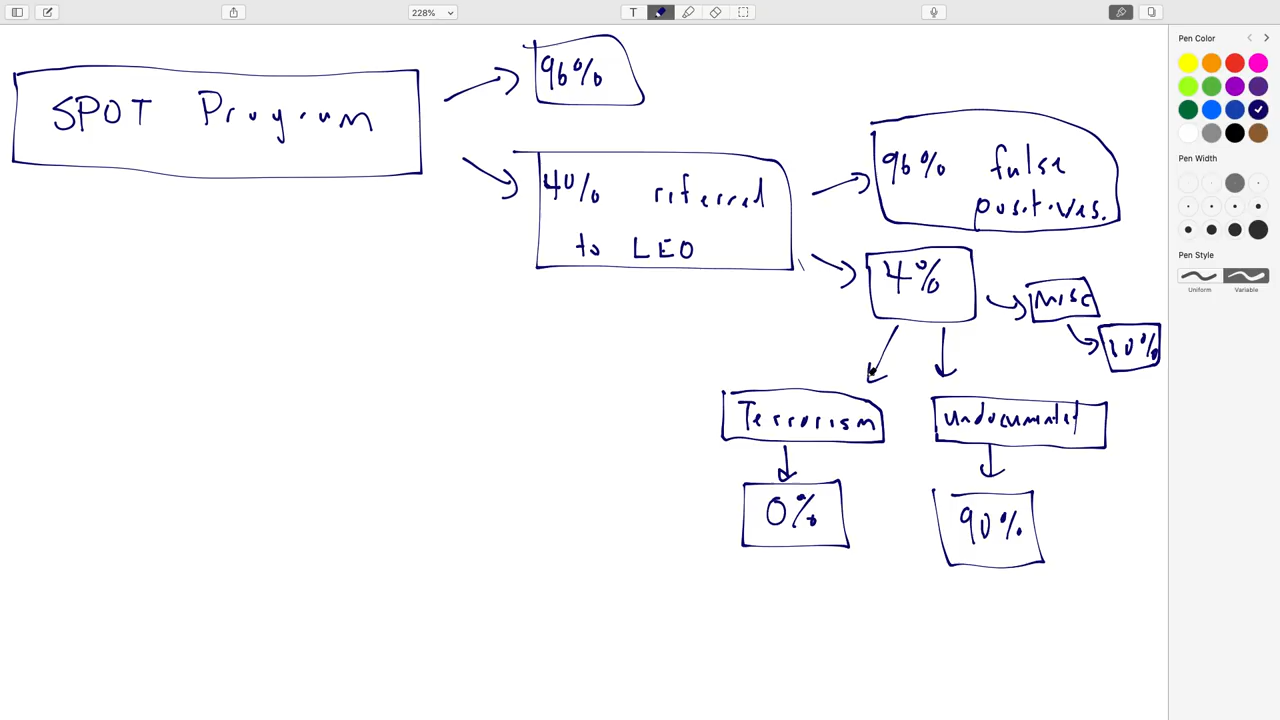 228%
T
SPOT Program
96%
4% referred
to LEO
96% false
positives.
4%
Misc
10%
Terrorism
0%
undocumented
90%
Pen Color
Pen Width
Pen Style
Uniform
Variable